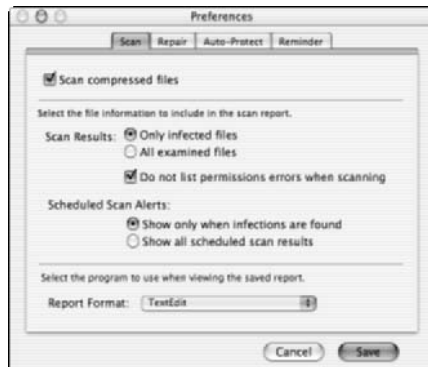 Preferences
Scan Repair Auto-Protect Reminder
Scan compressed files
Select the file information to include in the scan report.
Scan Results: Only infected files
All examined files
Do not list permissions errors when scanning
Scheduled Scan Alerts:
Show only when infections are found
Show all scheduled scan results
Select the program to use when viewing the saved report.
Report Format: TextEdit
Cancel Save